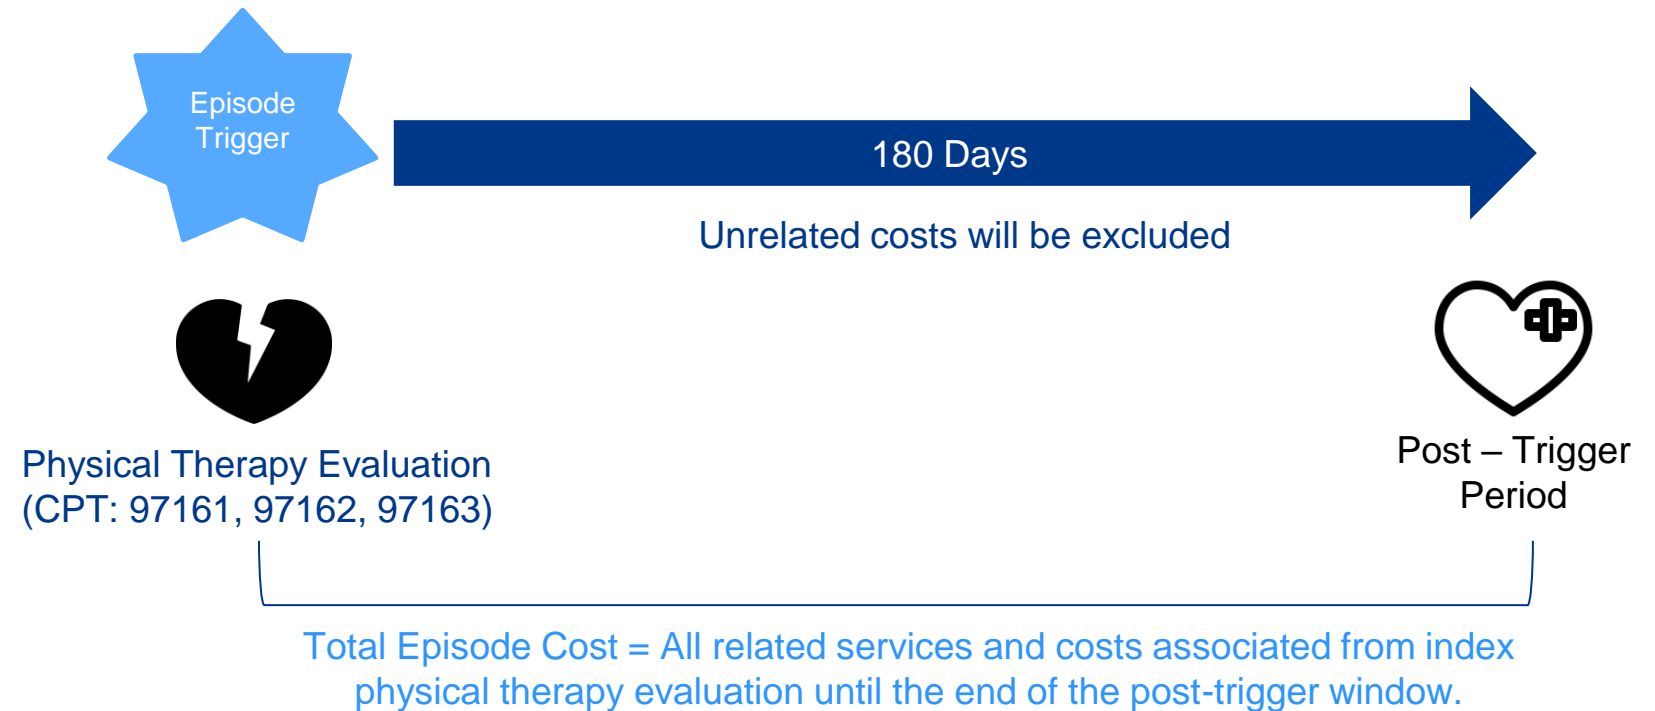 Episode
Trigger
180 Days
Unrelated costs will be excluded
Physical Therapy Evaluation
(CPT: 97161, 97162, 97163)
Post – Trigger
Period
Total Episode Cost = All related services and costs associated from index
physical therapy evaluation until the end of the post-trigger window.